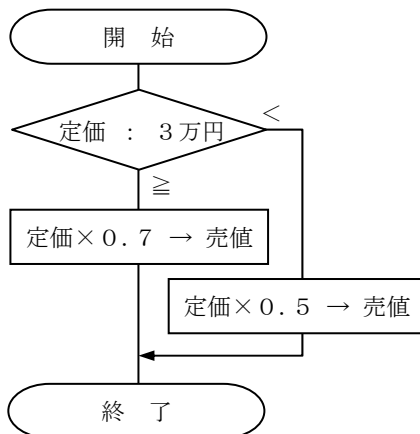 開　始
定価　：　３万円
＜
≧
定価×０．７ → 売値
定価×０．５ → 売値
終　了